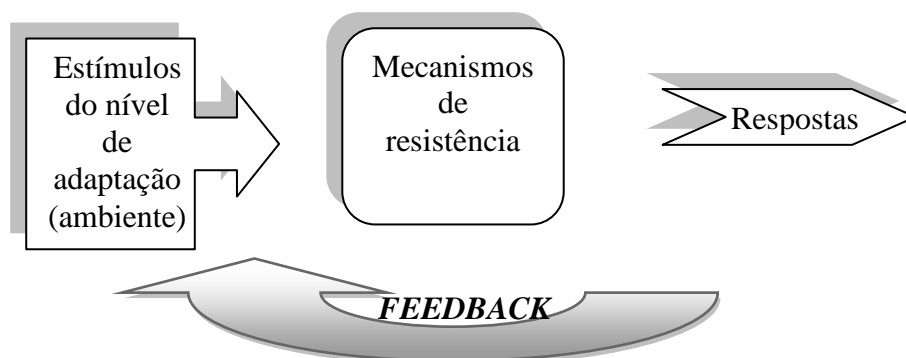 Estímulos
do nível
de
adaptação
(ambiente)
Mecanismos
de
resistência
Respostas
FEEDBACK